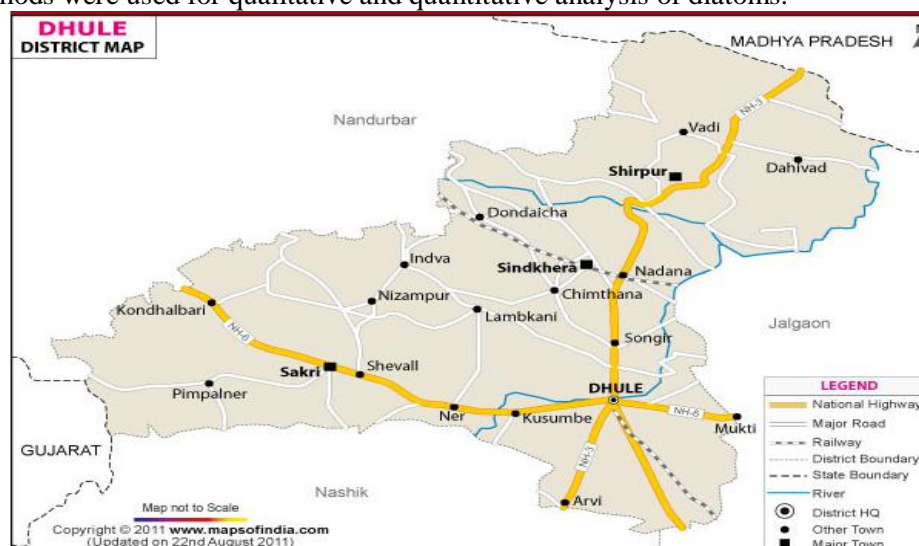 hods were used for qualitative and quantitative analysis of diatoms.
DHULE
DISTRICT MAP
MADHYA PRADESH
Nandurbar
NH-3
Vadi
Shirpur
Dahivad
Dondaicha
Indva
Sindkhera
Nadana
Nizampur
Chimthana
Kondhalbari
Lambkani
Jalgaon
NH-6
Songir
Sakri
Shevall
Pimpalner
DHULE
Ner
Kusumbe
NH-6
Mukti
GUJARAT
NH-3
Nashik
Arvi
LEGEND
National Highway
Major Road
Railway
District Boundary
State Boundary
River
District HQ
Other Town
Major Town
Map not to Scale
Copyright © 2011 www.mapsofindia.com
(Updated on 22nd August 2011)